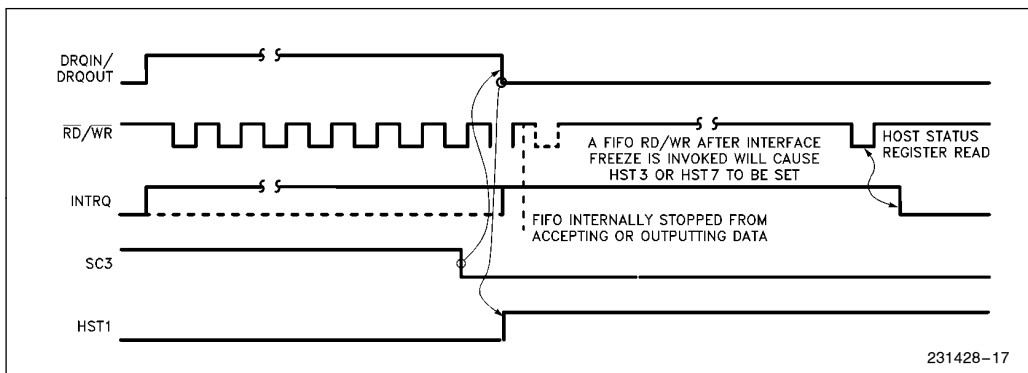 DRQIN/
DRQOUT
RD/WR
A FIFO RD/WR AFTER INTERFACE
FREEZE IS INVOKED WILL CAUSE
HST3 OR HST7 TO BE SET
HOST STATUS
REGISTER READ
INTRQ
FIFO INTERNALLY STOPPED FROM
ACCEPTING OR OUTPUTTING DATA
SC3
HST1
231428-17